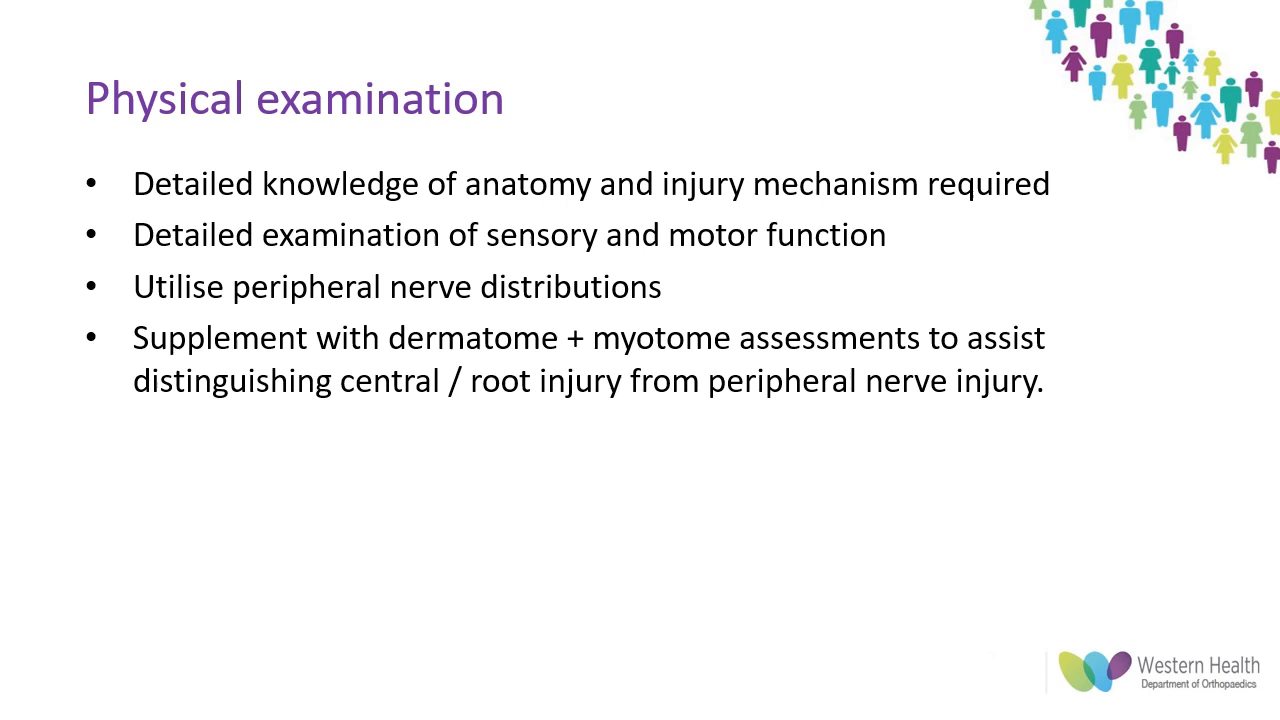 Physical examination
• Detailed knowledge of anatomy and injury mechanism required
• Detailed examination of sensory and motor function
• Utilise peripheral nerve distributions
• Supplement with dermatome + myotome assessments to assist
distinguishing central / root injury from peripheral nerve injury.
Western Health
Department of Orthopaedics